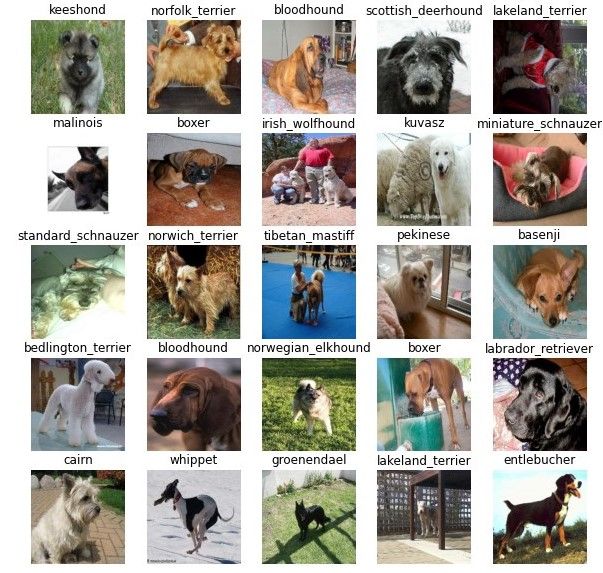 keeshond norfolk_terrier bloodhound scottish_deerhound lakeland_terrier
malinois boxer irish_wolfhound kuvasz miniature_schnauzer
standard_schnauzer norwich_terrier tibetan_mastiff pekinese basenji
bedlington_terrier bloodhound norwegian_elkhound boxer labrador_retriever
cairn whippet groenendael lakeland_terrier entlebucher